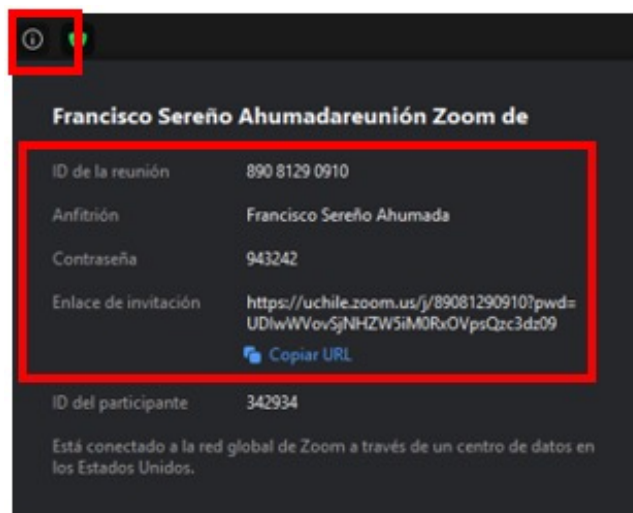 Francisco Sereño Ahumadareunión Zoom de
ID de la reunión 890 8129 0910
Anfitrión Francisco Sereño Ahumada
Contraseña 943242
Enlace de invitación https://uchile.zoom.us/j/89081290910?pwd=
UDlwWVovSjNHZW5iM0RxOVpsQzc3dz09
Copiar URL
ID del participante 342934
Está conectado a la red global de Zoom a través de un centro de datos en
los Estados Unidos.